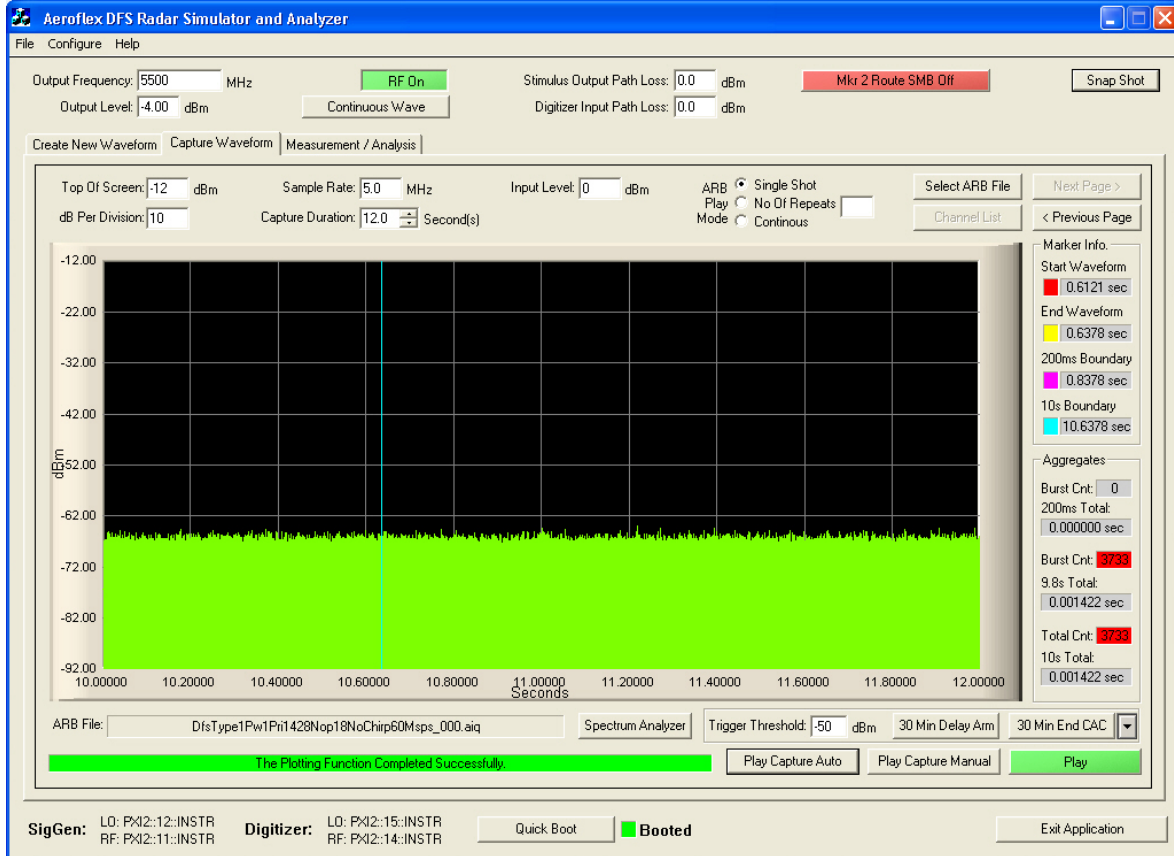 Aeroflex DFS Radar Simulator and Analyzer
File Configure Help
Output Frequency: 5500 MHz RF On Stimulus Output Path Loss: 0.0 dBm Mkr 2 Route SMB Off Snap Shot
Output Level: -4.00 dBm Continuous Wave Digitizer Input Path Loss: 0.0 dBm
Create New Waveform Capture Waveform Measurement / Analysis
Top Of Screen: -12 dBm Sample Rate: 5.0 MHz Input Level: 0 dBm ARB Play Mode Single Shot Select ARB File Next Page >
dB Per Division: 10 Capture Duration: 12.0 Second(s) No Of Repeats Channel List < Previous Page
Continous
-12.00
-22.00
-32.00
-42.00
-52.00
-62.00
-72.00
-82.00
-92.00
dBm
10.00000 10.20000 10.40000 10.60000 10.80000 11.00000 11.20000 11.40000 11.60000 11.80000 12.00000
Seconds
Marker Info.
Start Waveform
0.6121 sec
End Waveform
0.6378 sec
200ms Boundary
0.8378 sec
10s Boundary
10.6378 sec
Aggregates
Burst Cnt: 0
200ms Total:
0.000000 sec
Burst Cnt: 3733
9.8s Total:
0.001422 sec
Total Cnt: 3733
10s Total:
0.001422 sec
ARB File: DfsType1Pw1Pri1428Nop18NoChirp60Msps_000.aiq Spectrum Analyzer Trigger Threshold: -50 dBm 30 Min Delay Arm 30 Min End CAC
The Plotting Function Completed Successfully. Play Capture Auto Play Capture Manual Play
SigGen: LO: PXI2::12::INSTR Digitizer: LO: PXI2::15::INSTR Quick Boot Booted Exit Application
RF: PXI2::11::INSTR RF: PXI2::14::INSTR